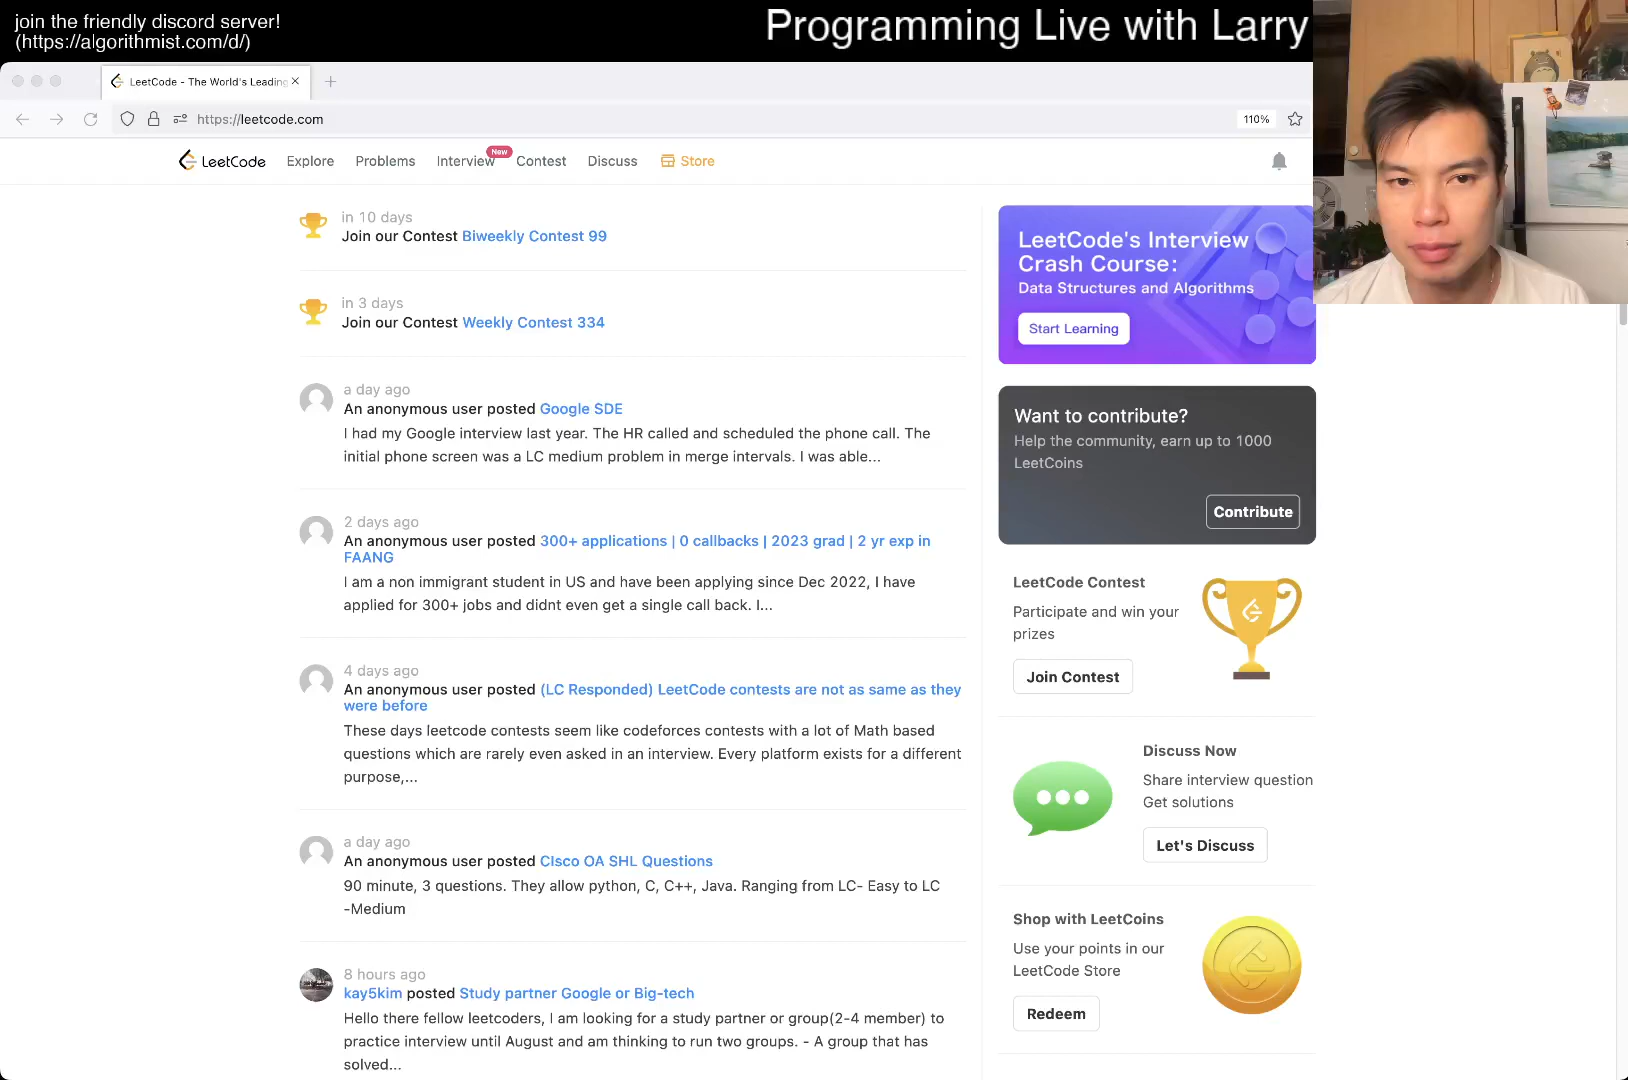 join the friendly discord server!
(https://algorithmist.com/d/)
Programming Live with Larry
LeetCode - The World's Leading
https://leetcode.com
110%
LeetCode
Explore
Problems
Interview
New
Contest
Discuss
Store
in 10 days
Join our Contest Biweekly Contest 99
in 3 days
Join our Contest Weekly Contest 334
a day ago
An anonymous user posted Google SDE
I had my Google interview last year. The HR called and scheduled the phone call. The
initial phone screen was a LC medium problem in merge intervals. I was able...
2 days ago
An anonymous user posted 300+ applications | 0 callbacks | 2023 grad | 2 yr exp in
FAANG
I am a non immigrant student in US and have been applying since Dec 2022, I have
applied for 300+ jobs and didnt even get a single call back. I...
4 days ago
An anonymous user posted (LC Responded) LeetCode contests are not as same as they
were before
These days leetcode contests seem like codeforces contests with a lot of Math based
questions which are rarely even asked in an interview. Every platform exists for a different
purpose,...
a day ago
An anonymous user posted CIsco OA SHL Questions
90 minute, 3 questions. They allow python, C, C++, Java. Ranging from LC- Easy to LC
-Medium
8 hours ago
kay5kim posted Study partner Google or Big-tech
Hello there fellow leetcoders, I am looking for a study partner or group(2-4 member) to
practice interview until August and am thinking to run two groups. - A group that has
solved...
LeetCode's Interview
Crash Course:
Data Structures and Algorithms
Start Learning
Want to contribute?
Help the community, earn up to 1000
LeetCoins
Contribute
LeetCode Contest
Participate and win your
prizes
Join Contest
Discuss Now
Share interview question
Get solutions
Let's Discuss
Shop with LeetCoins
Use your points in our
LeetCode Store
Redeem